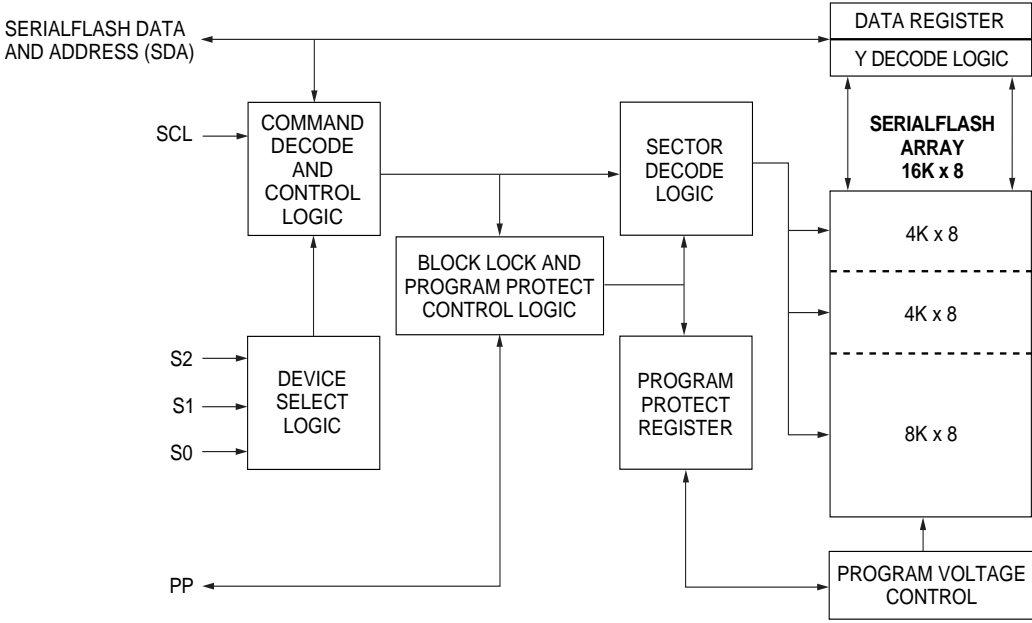 SERIALFLASH DATA
AND ADDRESS (SDA)
DATA REGISTER
Y DECODE LOGIC
SERIALFLASH
ARRAY
16K x 8
SCL
COMMAND
DECODE
AND
CONTROL
LOGIC
SECTOR
DECODE
LOGIC
4K x 8
BLOCK LOCK AND
PROGRAM PROTECT
CONTROL LOGIC
4K x 8
S2
S1
S0
DEVICE
SELECT
LOGIC
PROGRAM
PROTECT
REGISTER
8K x 8
PP
PROGRAM VOLTAGE
CONTROL